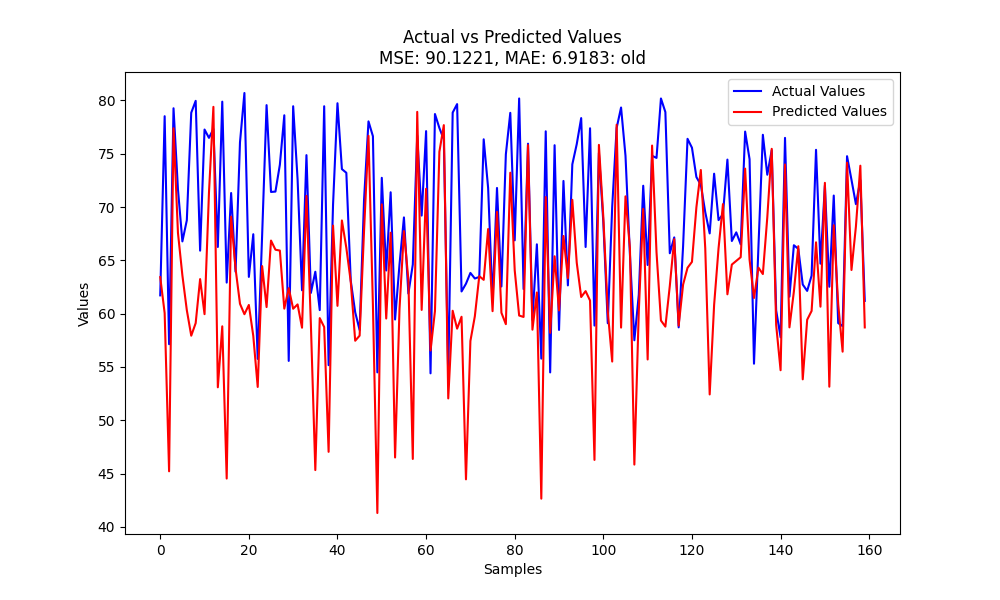 Actual vs Predicted Values
MSE: 90.1221, MAE: 6.9183: old
Actual Values
Predicted Values
Values
80
75
70
65
60
55
50
45
40
0 20 40 60 80 100 120 140 160
Samples